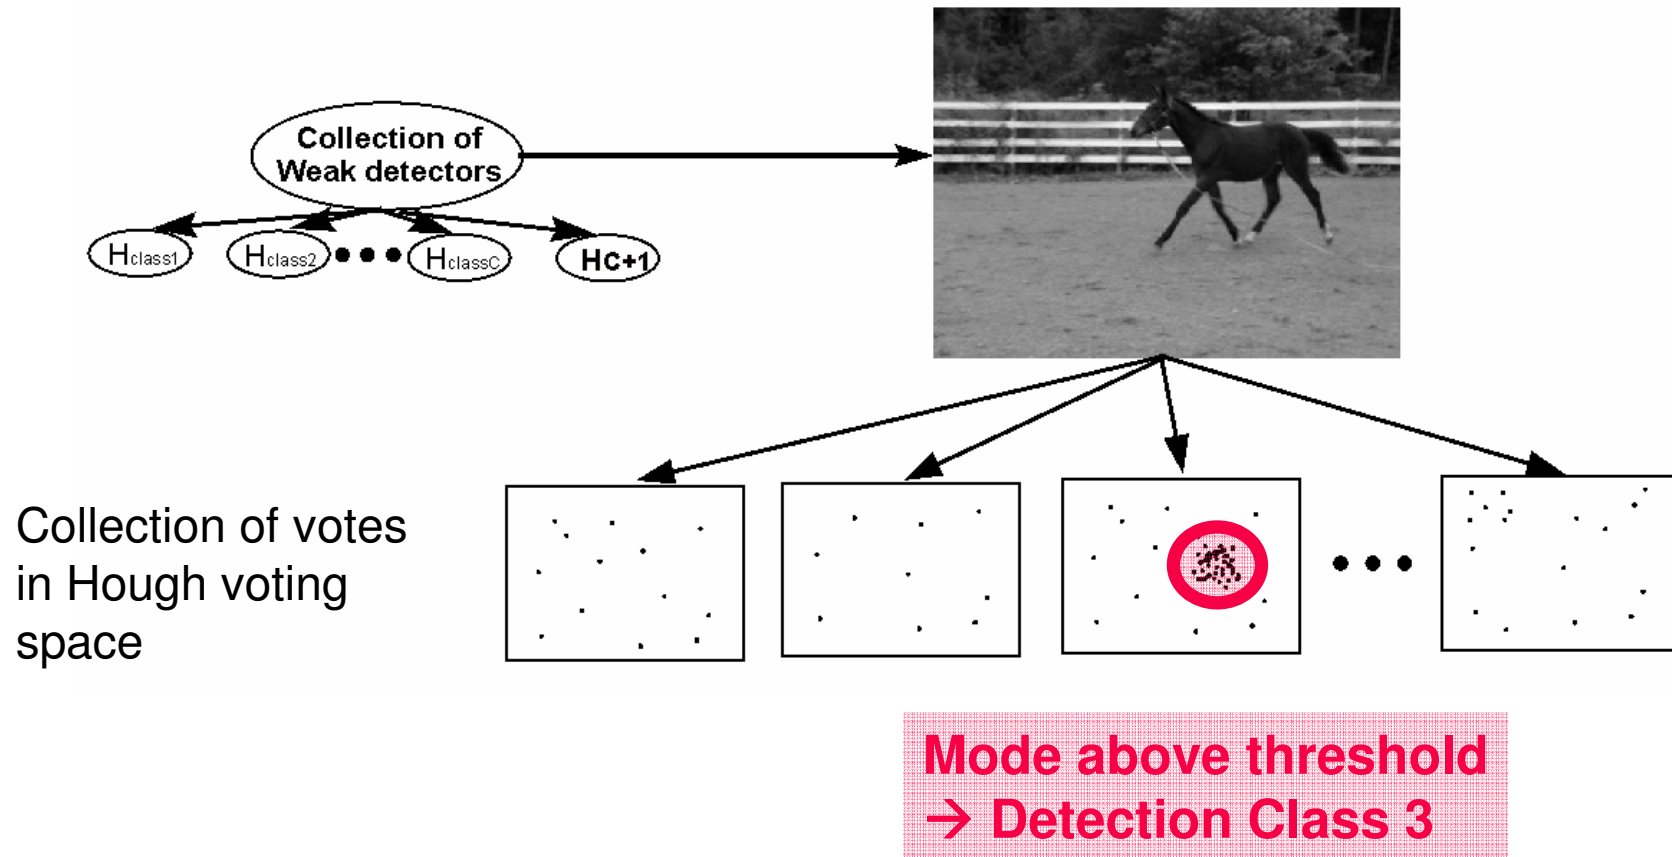 Collection of
Weak detectors
Hclass1 Hclass2 ••• HclassC HC+1
Collection of votes
in Hough voting
space
•••
Mode above threshold
→ Detection Class 3